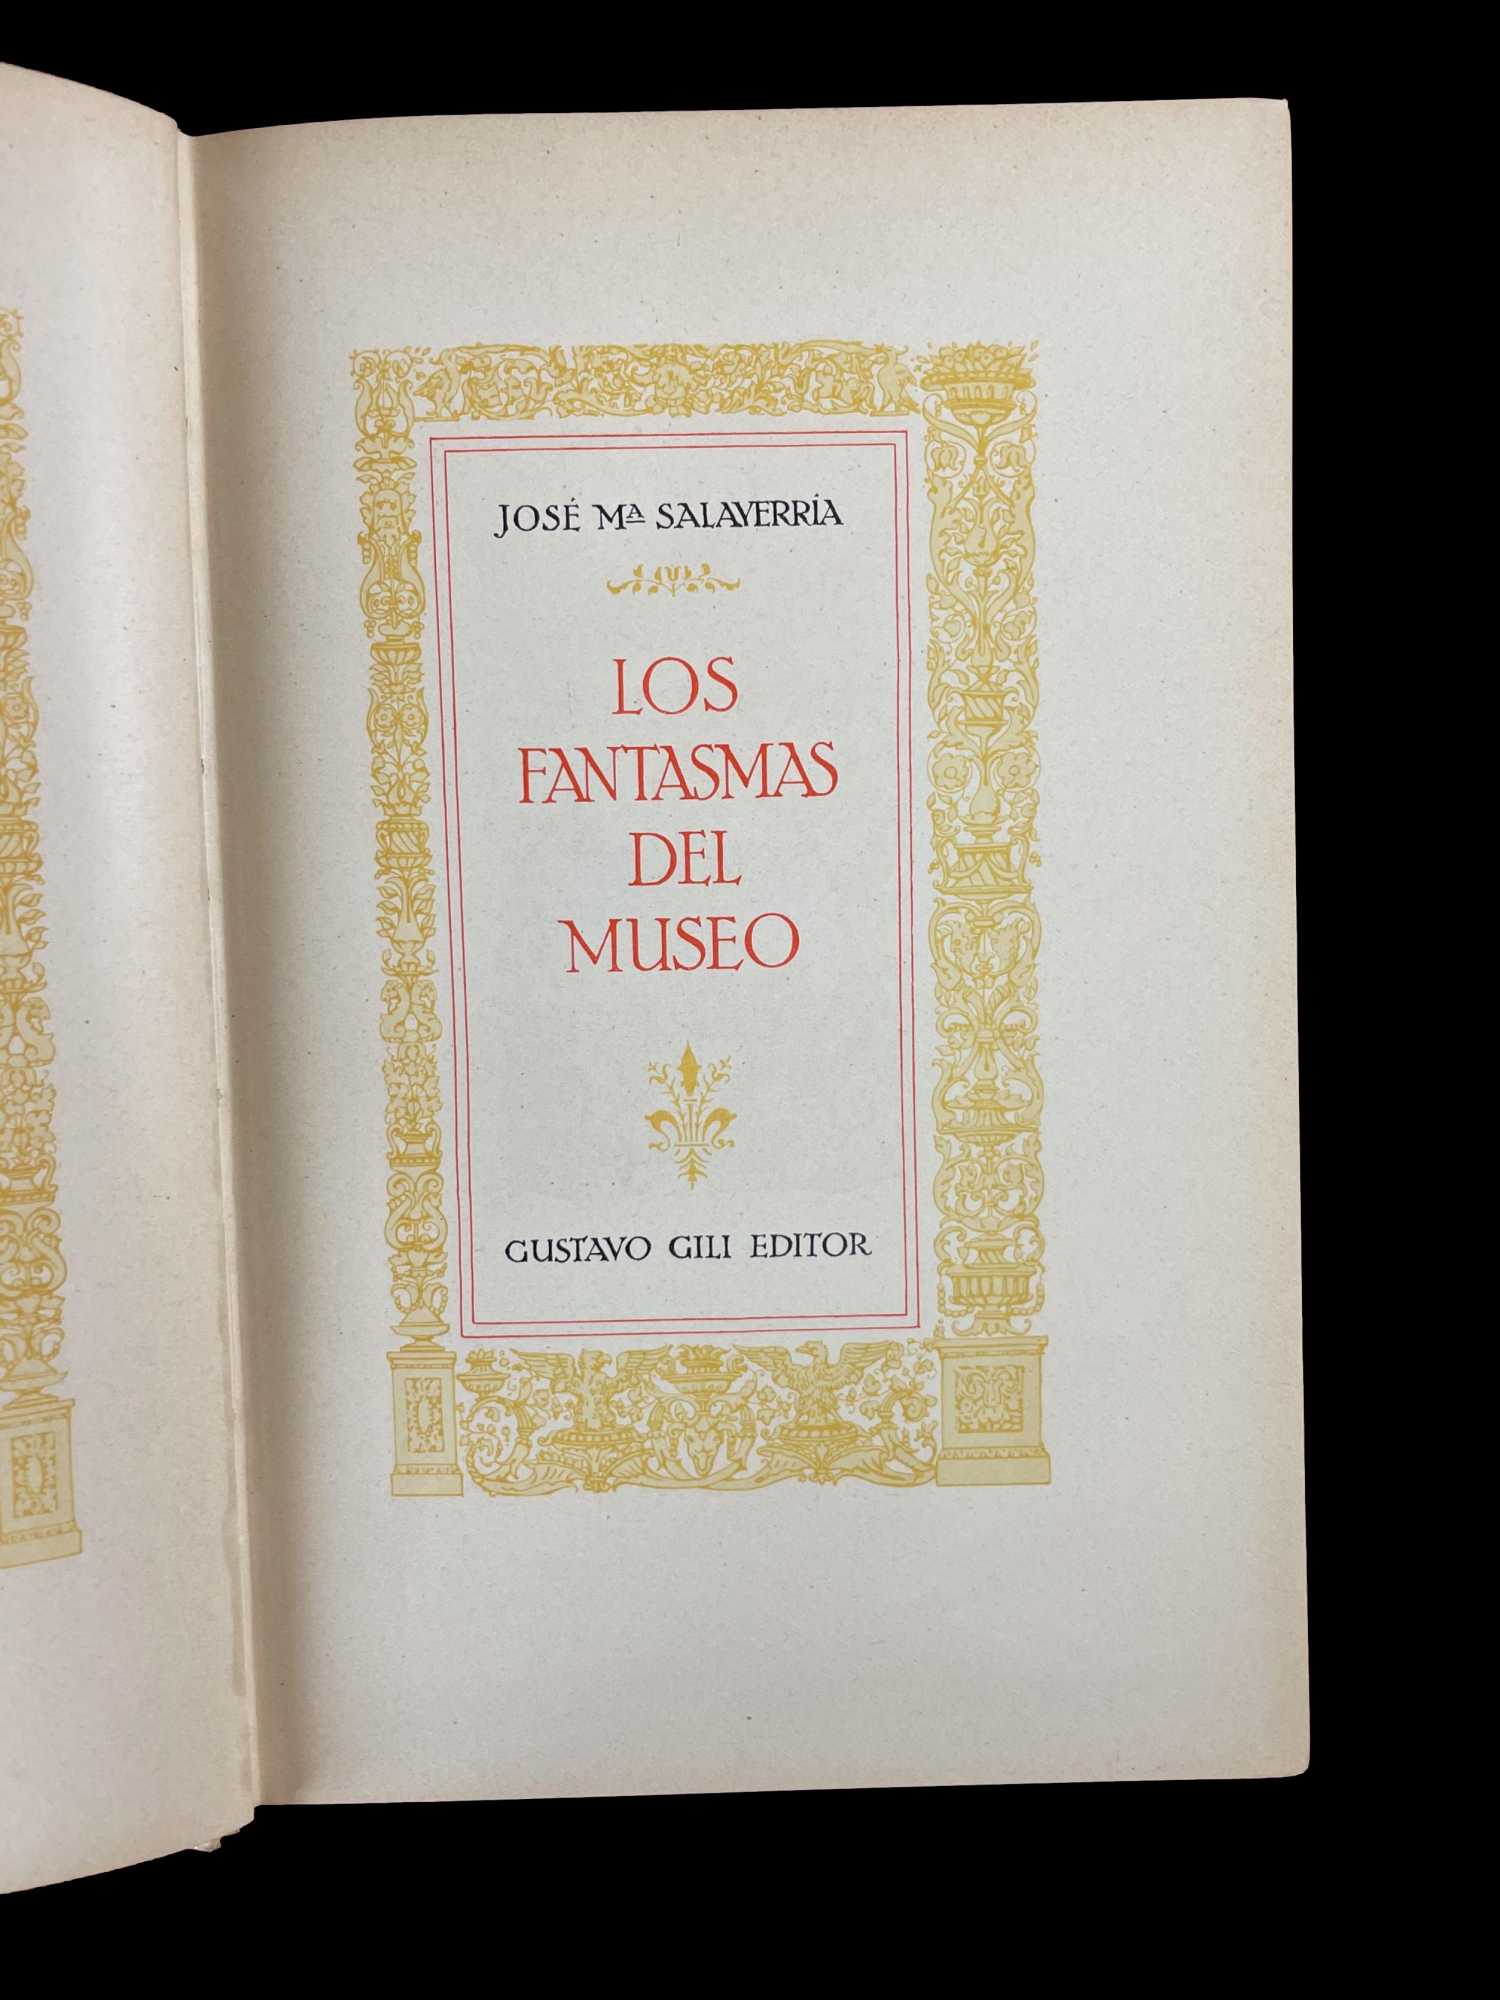 JOSÉ Mª SALAVERRÍA
LOS
FANTASMAS
DEL
MUSEO
GUSTAVO GILI EDITOR